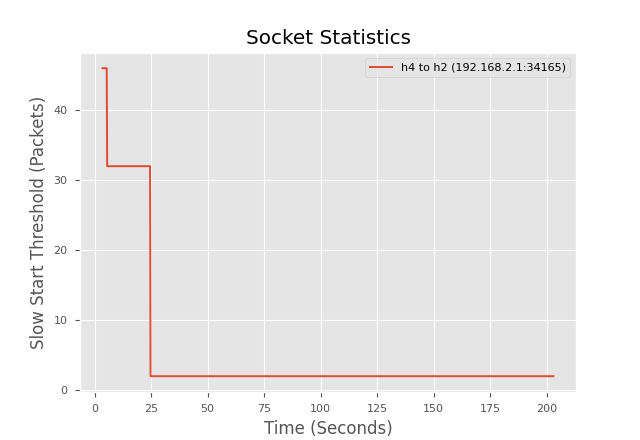 Socket Statistics
h4 to h2 (192.168.2.1:34165)
Slow Start Threshold (Packets)
40
30
20
10
0
0 25 50 75 100 125 150 175 200
Time (Seconds)